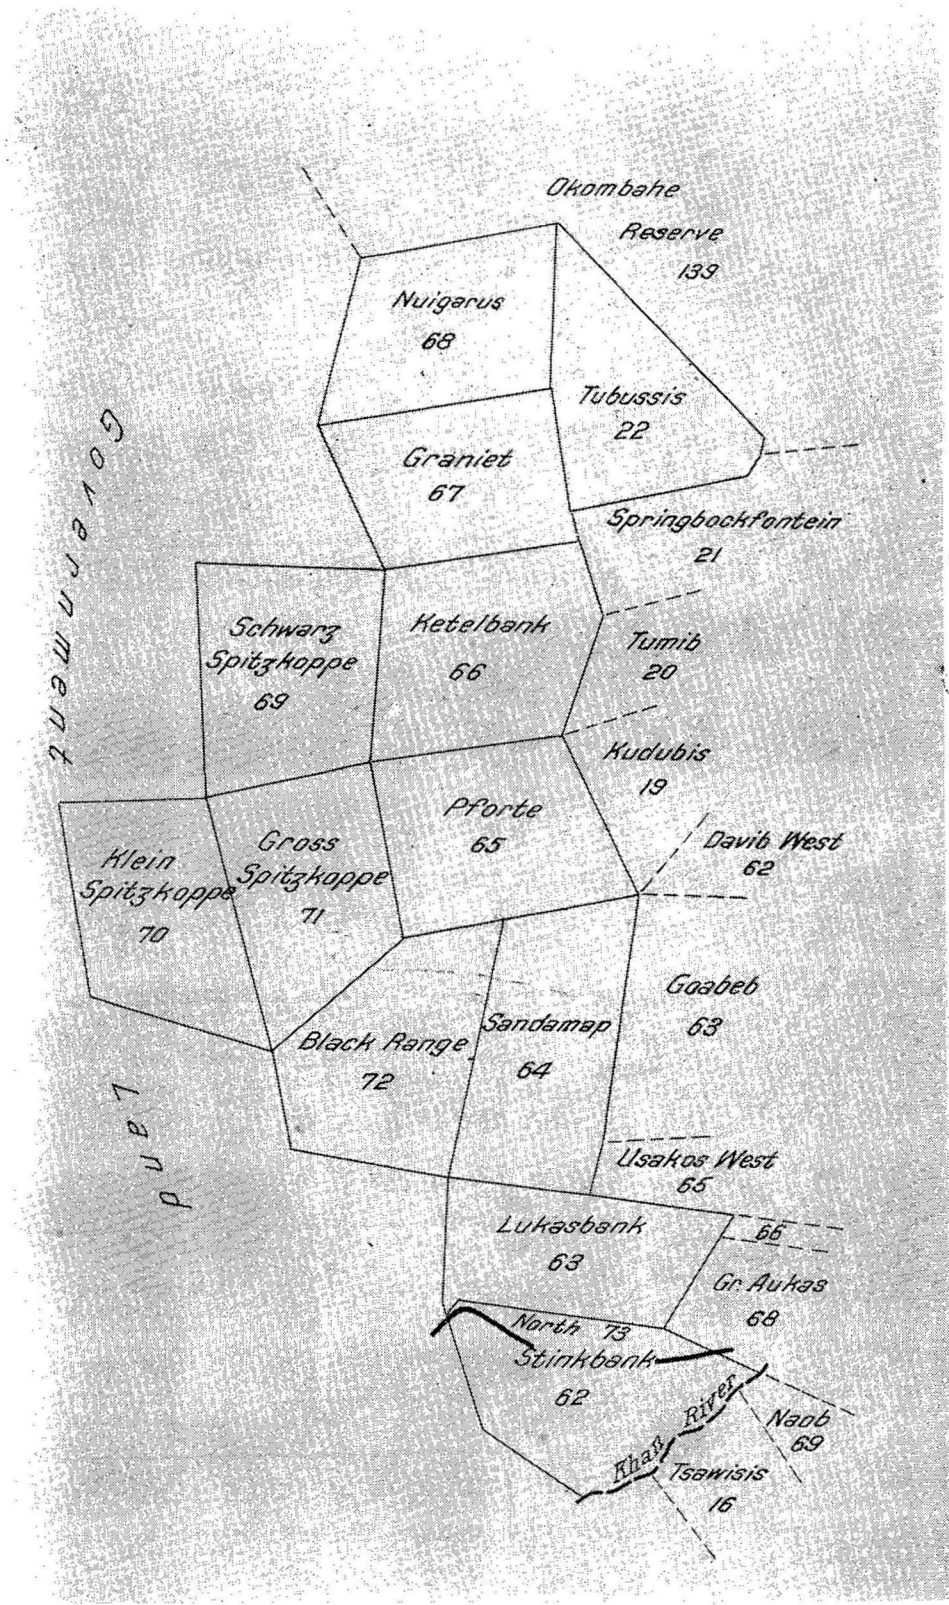 Okombahe
Reserve
139
Nuigarus
68
Tubussis
22
Graniet
67
Springbockfontein
21
Government
Schwarz
Spitzkoppe
69
Ketelbank
66
Tumib
20
Kudubis
19
Pforte
65
Gross
Spitzkoppe
71
Klein
Spitzkoppe
70
Davib West
62
Goabeb
63
Sandamap
64
Black Range
72
Land
Usakos West
65
Lukasbank
63
66
Gr. Aukas
68
North 73
Stinkbank
62
Khan River
Naob
69
Tsawisis
16